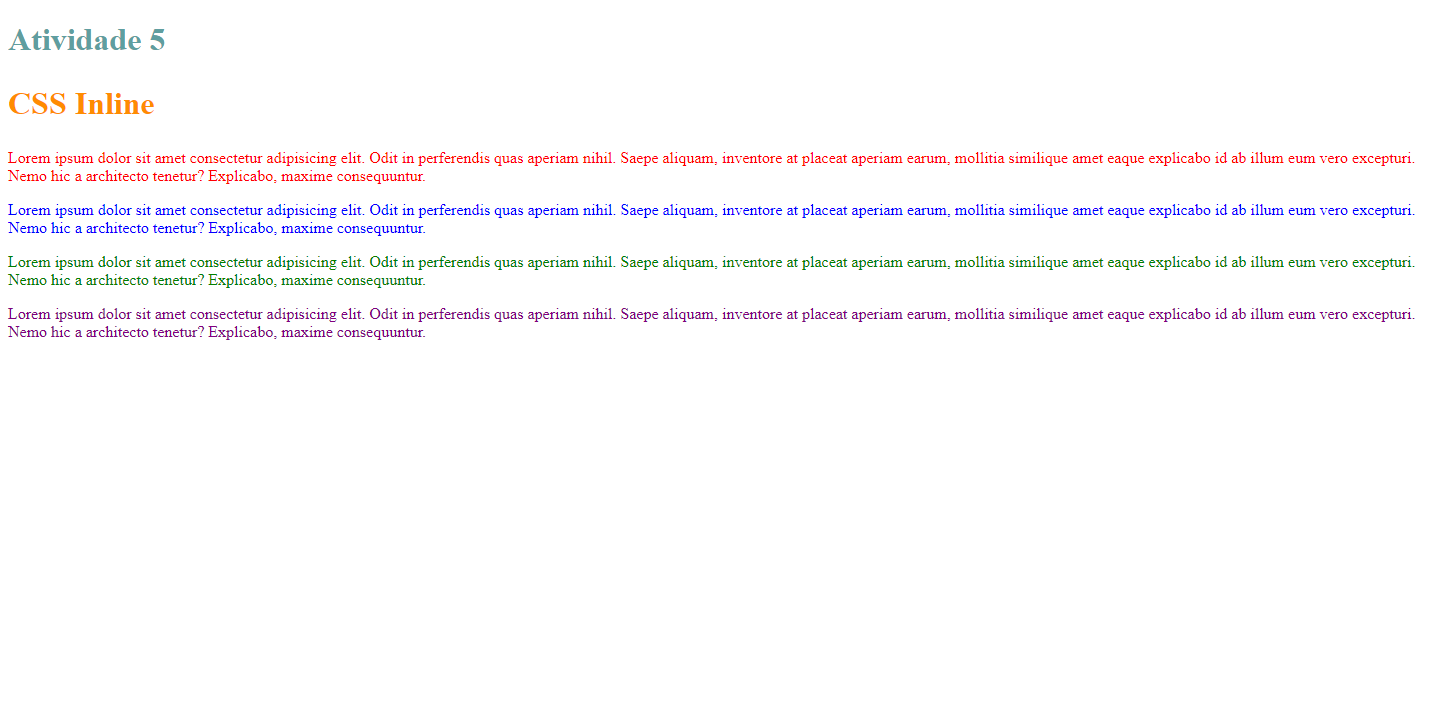 Atividade 5
CSS Inline
Lorem ipsum dolor sit amet consectetur adipisicing elit. Odit in perferendis quas aperiam nihil. Saepe aliquam, inventore at placeat aperiam earum, mollitia similique amet eaque explicabo id ab illum eum vero excepturi.
Nemo hic a architecto tenetur? Explicabo, maxime consequuntur.
Lorem ipsum dolor sit amet consectetur adipisicing elit. Odit in perferendis quas aperiam nihil. Saepe aliquam, inventore at placeat aperiam earum, mollitia similique amet eaque explicabo id ab illum eum vero excepturi.
Nemo hic a architecto tenetur? Explicabo, maxime consequuntur.
Lorem ipsum dolor sit amet consectetur adipisicing elit. Odit in perferendis quas aperiam nihil. Saepe aliquam, inventore at placeat aperiam earum, mollitia similique amet eaque explicabo id ab illum eum vero excepturi.
Nemo hic a architecto tenetur? Explicabo, maxime consequuntur.
Lorem ipsum dolor sit amet consectetur adipisicing elit. Odit in perferendis quas aperiam nihil. Saepe aliquam, inventore at placeat aperiam earum, mollitia similique amet eaque explicabo id ab illum eum vero excepturi.
Nemo hic a architecto tenetur? Explicabo, maxime consequuntur.